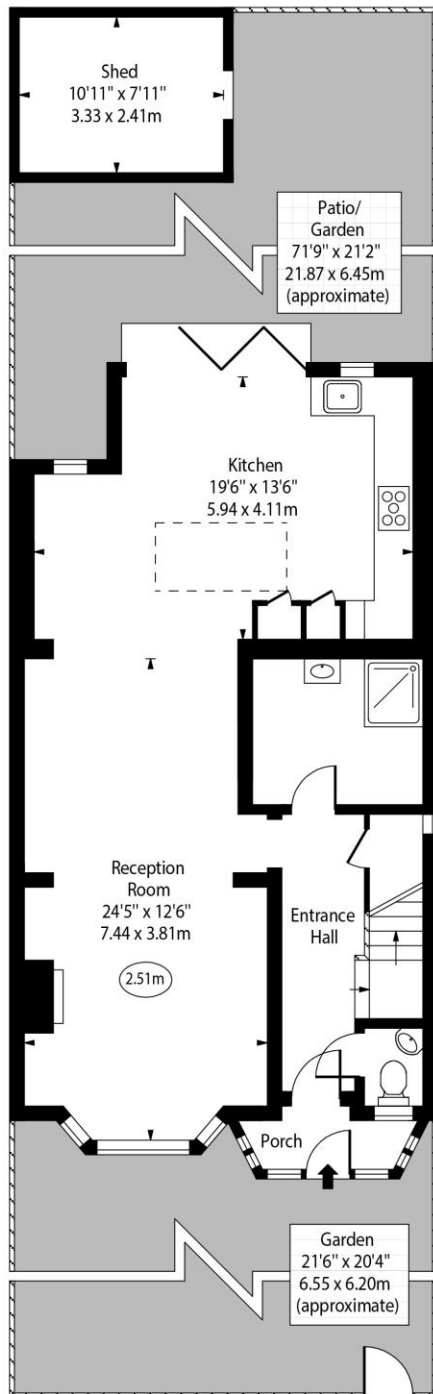 Shed
10'11" x 7'11"
3.33 x 2.41m
Patio/
Garden
71'9" x 21'2"
21.87 x 6.45m
(approximate)
Kitchen
19'6" x 13'6"
5.94 x 4.11m
Reception
Room
24'5" x 12'6"
7.44 x 3.81m
2.51m
Entrance
Hall
Porch
Garden
21'6" x 20'4"
6.55 x 6.20m
(approximate)